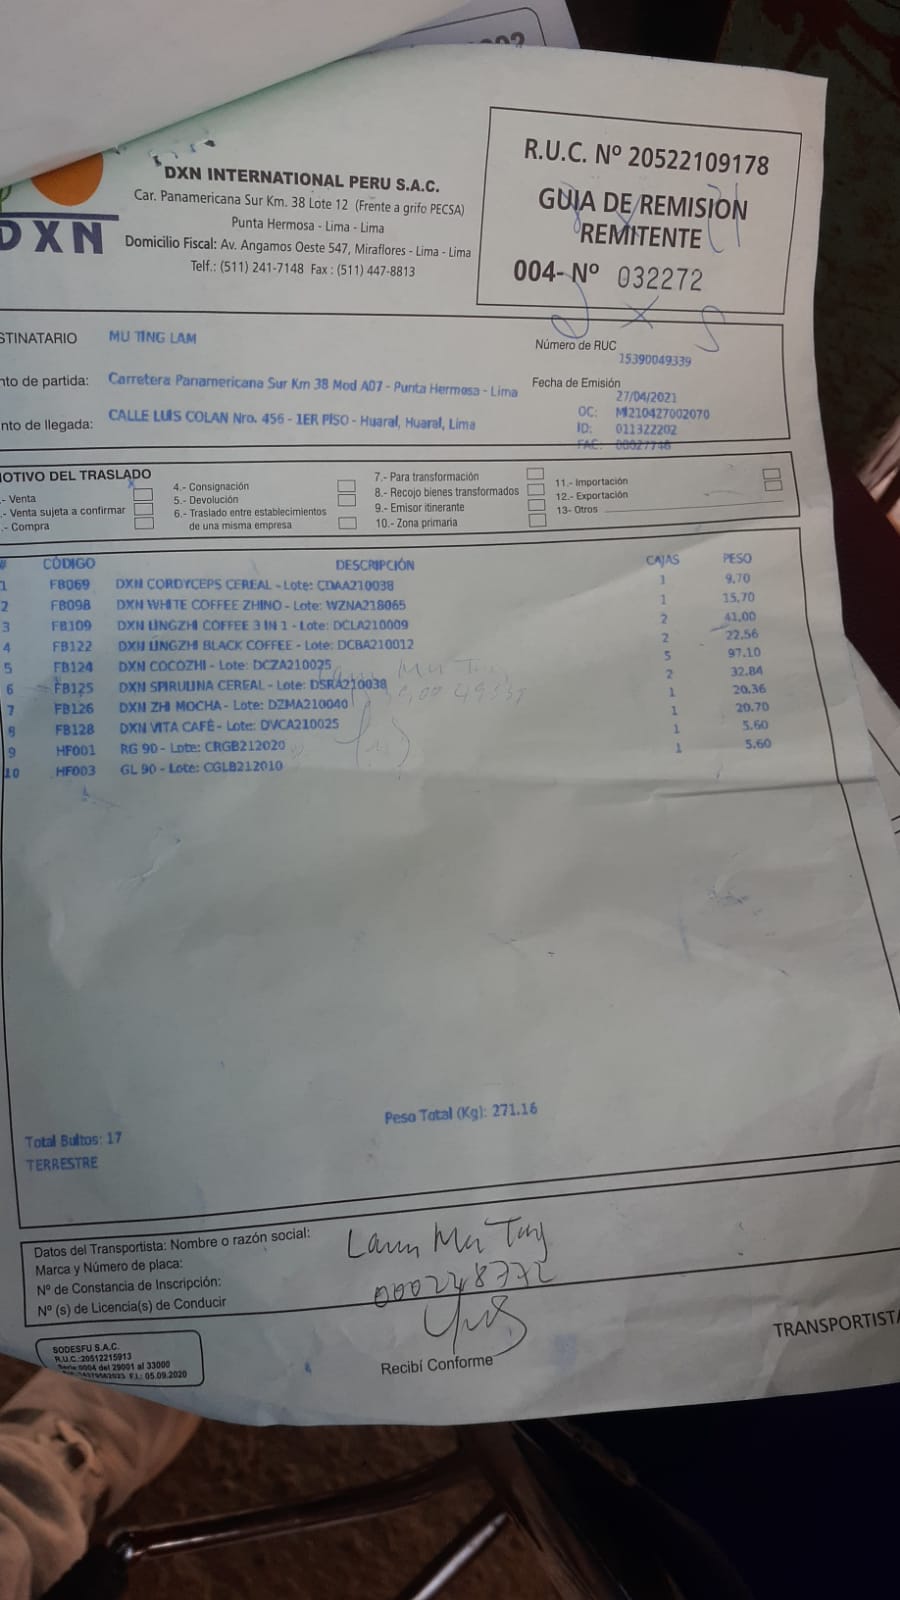 DXN
DXN INTERNATIONAL PERU S.A.C.
Car. Panamericana Sur Km. 38 Lote 12 (Frente a grifo PECSA)
Punta Hermosa - Lima - Lima
Domicilio Fiscal: Av. Angamos Oeste 547, Miraflores - Lima - Lima
Telf.: (511) 241-7148 Fax : (511) 447-8813
R.U.C. Nº 20522109178
GUIA DE REMISION
REMITENTE
004- Nº 032272
STINATARIO MU TING LAM
Número de RUC
15390049339
nto de partida: Carretera Panamericana Sur Km 38 Mod A07 - Punta Hermosa - Lima
Fecha de Emisión
27/04/2021
nto de llegada: CALLE LUIS COLAN Nro. 456 - 1ER PISO - Huaral, Huaral, Lima
OC: MI210427002070
ID: 011322202
FAC: 00027748
OTIVO DEL TRASLADO
.- Venta
.- Venta sujeta a confirmar
.- Compra
4.- Consignación
5.- Devolución
6.- Traslado entre establecimientos
de una misma empresa
7.- Para transformación
8.- Recojo bienes transformados
9.- Emisor itinerante
10.- Zona primaria
11.- Importación
12.- Exportación
13- Otros
# CÓDIGO DESCRIPCIÓN CAJAS PESO
1 FB069 DXN CORDYCEPS CEREAL - Lote: CDAA210038 1 9.70
2 FB098 DXN WHITE COFFEE ZHINO - Lote: WZNA218065 1 15.70
3 FB109 DXN LINGZHI COFFEE 3 IN 1 - Lote: DCLA210009 2 41.00
4 FB122 DXN LINGZHI BLACK COFFEE - Lote: DCBA210012 2 22.56
5 FB124 DXN COCOZHI - Lote: DCZA210025 5 97.10
6 FB125 DXN SPIRULINA CEREAL - Lote: DSRA210038 2 32.84
7 FB126 DXN ZHI MOCHA - Lote: DZMA210040 1 20.36
8 FB128 DXN VITA CAFÉ - Lote: DVCA210025 1 20.70
9 HF001 RG 90 - Lote: CRGB212020 1 5.60
10 HF003 GL 90 - Lote: CGLB212010 1 5.60
Peso Total (Kg): 271.16
Total Bultos: 17
TERRESTRE
Datos del Transportista: Nombre o razón social:
Marca y Número de placa:
Nº de Constancia de Inscripción:
Nº (s) de Licencia(s) de Conducir
Lam Mu Ting
000248372
Recibí Conforme
TRANSPORTISTA
SODESFU S.A.C.
R.U.C.:20512215913
Serie 0004 del 29001 al 33000
F.I.: 05.09.2020